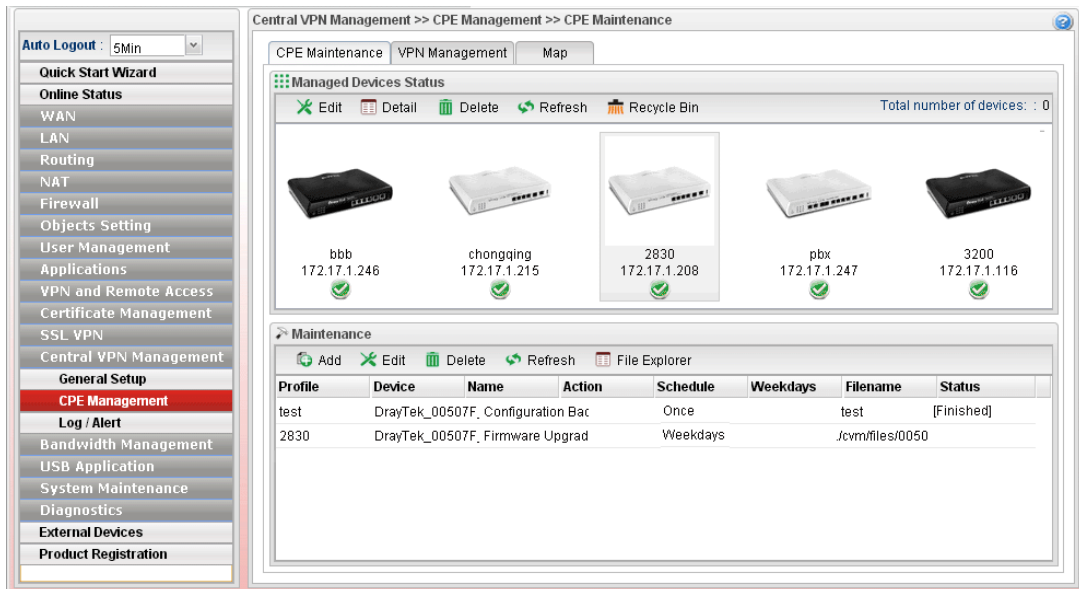 Central VPN Management >> CPE Management >> CPE Maintenance
Auto Logout : 5Min
Quick Start Wizard
Online Status
WAN
LAN
Routing
NAT
Firewall
Objects Setting
User Management
Applications
VPN and Remote Access
Certificate Management
SSL VPN
Central VPN Management
General Setup
CPE Management
Log / Alert
Bandwidth Management
USB Application
System Maintenance
Diagnostics
External Devices
Product Registration
CPE Maintenance VPN Management Map
Managed Devices Status
Edit Detail Delete Refresh Recycle Bin Total number of devices: : 0
bbb chongqing 2830 pbx 3200
172.17.1.246 172.17.1.215 172.17.1.208 172.17.1.247 172.17.1.116
Maintenance
Add Edit Delete Refresh File Explorer
Profile Device Name Action Schedule Weekdays Filename Status
test DrayTek_00507F_ Configuration Bac Once test [Finished]
2830 DrayTek_00507F_ Firmware Upgrad Weekdays ./cvm/files/0050